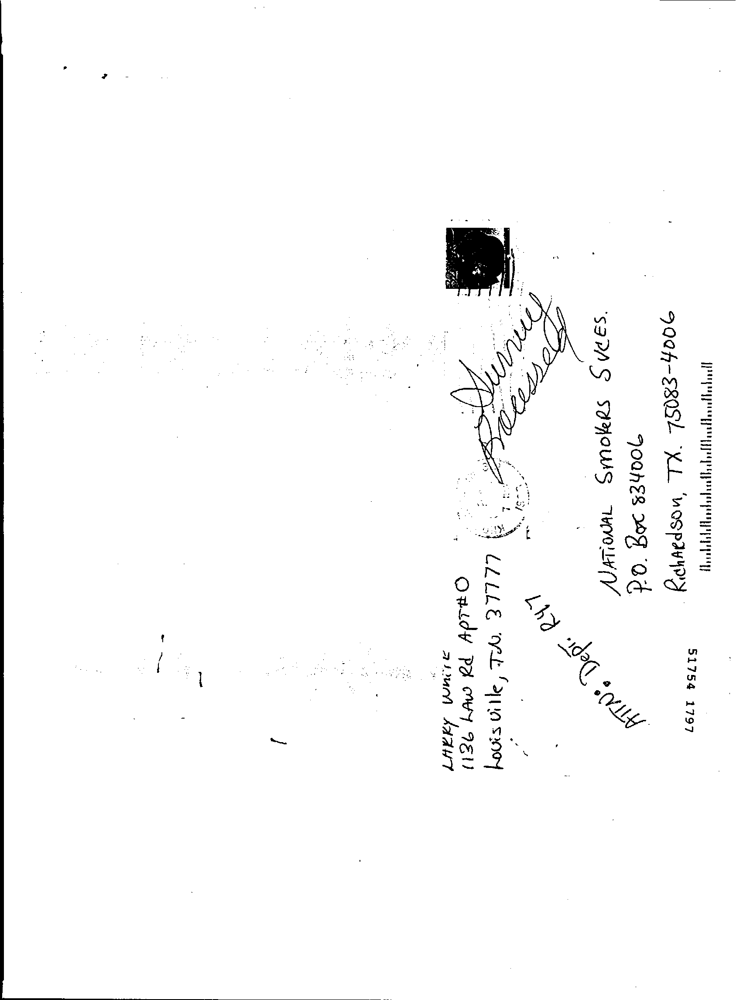 LARRY WHITE
1136 LAW Rd APT#O
Louisville, TN. 37777
Survey
Processed
NATIONAL SMOKERS SVCES.
P.O. Box 834006
RichARdson, TX. 75083-4006
ATTN: Dept. R47
51754 1797